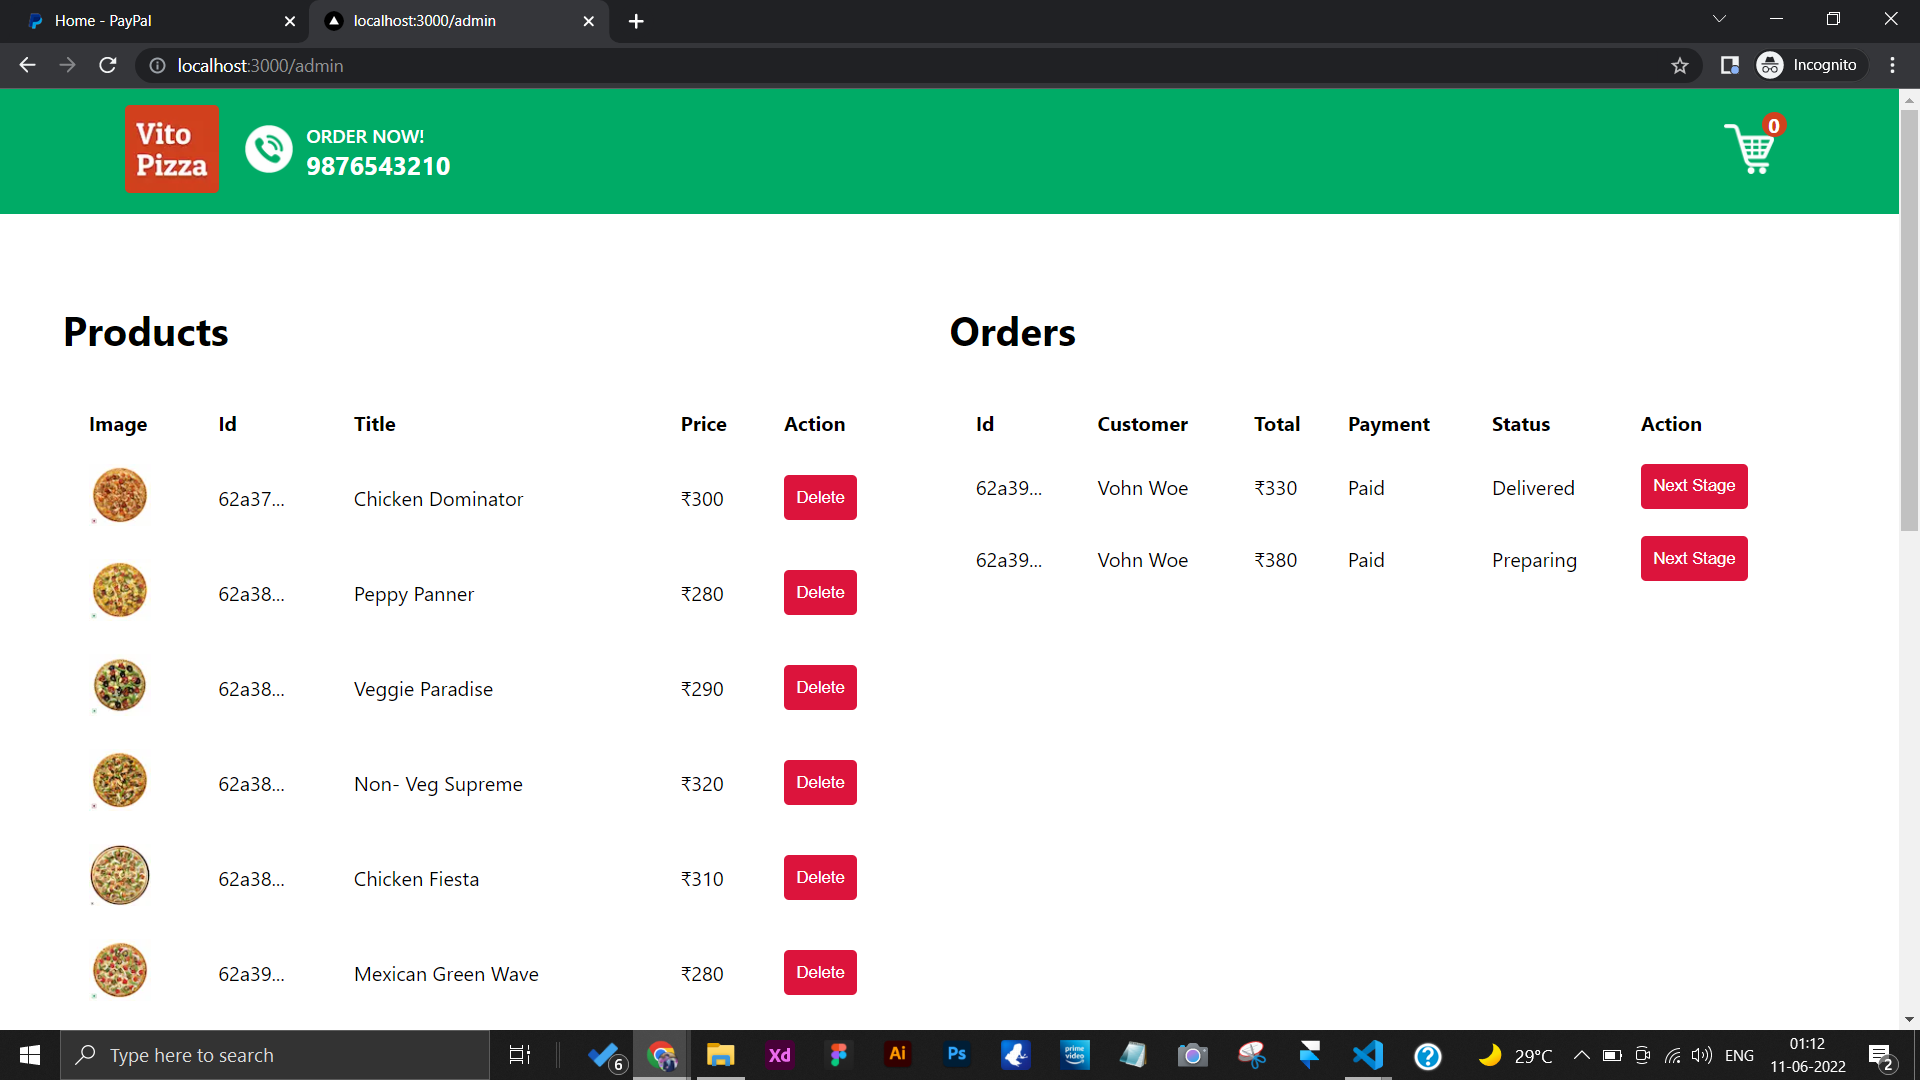 Home - PayPal
localhost:3000/admin
localhost:3000/admin
Incognito
Vito
Pizza
ORDER NOW!
9876543210
0
Products
Image Id Title Price Action
62a37... Chicken Dominator ₹300 Delete
62a38... Peppy Panner ₹280 Delete
62a38... Veggie Paradise ₹290 Delete
62a38... Non- Veg Supreme ₹320 Delete
62a38... Chicken Fiesta ₹310 Delete
62a39... Mexican Green Wave ₹280 Delete
Orders
Id Customer Total Payment Status Action
62a39... Vohn Woe ₹330 Paid Delivered Next Stage
62a39... Vohn Woe ₹380 Paid Preparing Next Stage
Type here to search
6
Xd
Ai
Ps
prime
video
?
29°C
ENG
01:12
11-06-2022
2